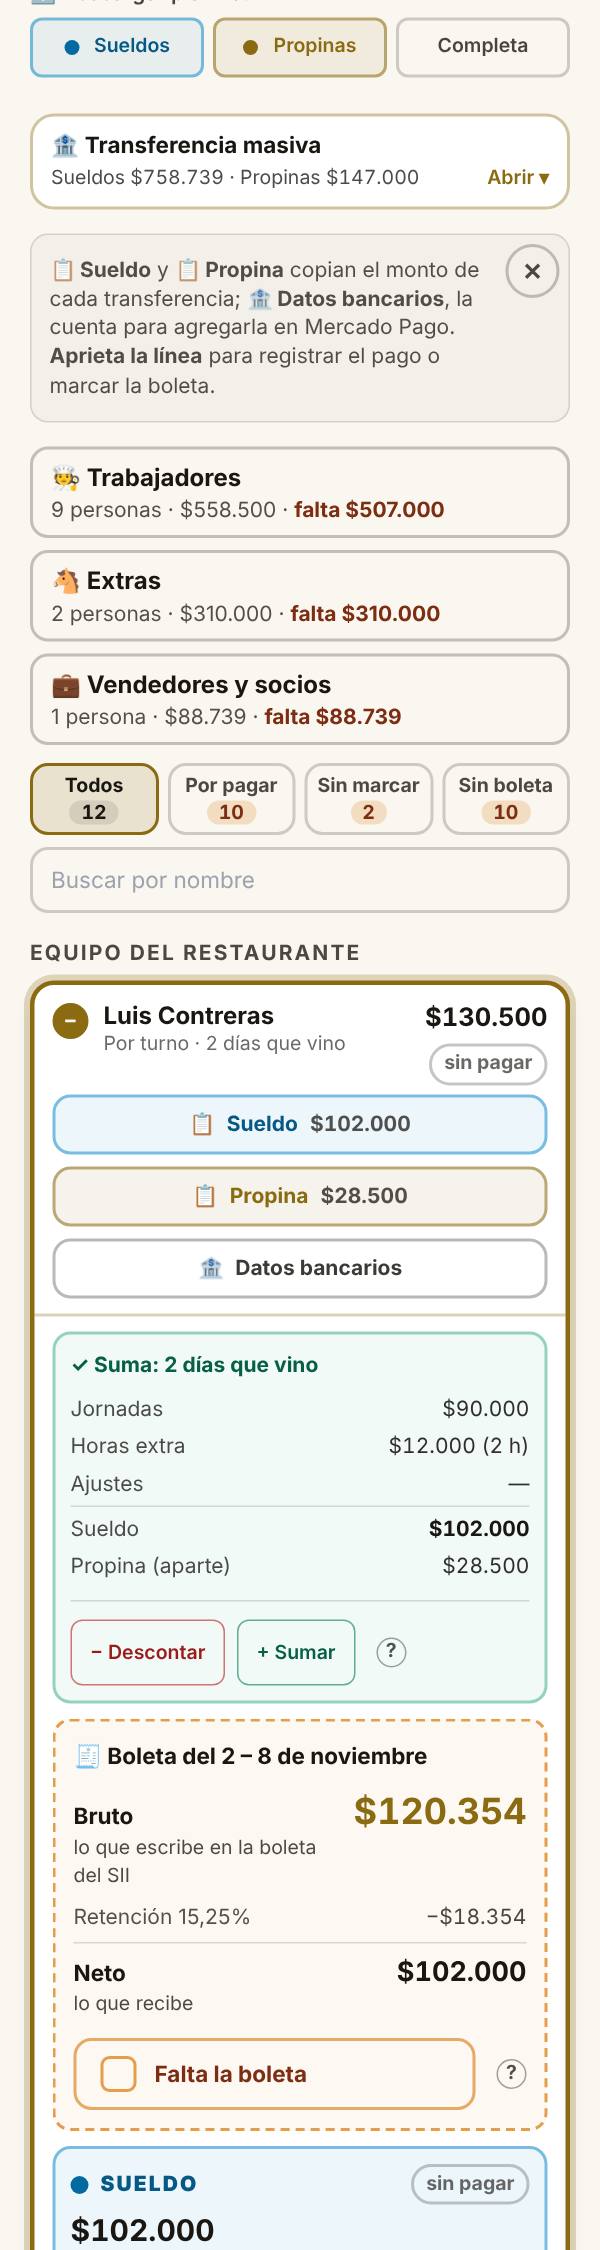 Sueldos
Propinas
Completa
Transferencia masiva
Sueldos $758.739 · Propinas $147.000
Abrir ▾
Sueldo y Propina copian el monto de
cada transferencia; Datos bancarios, la
cuenta para agregarla en Mercado Pago.
Aprieta la línea para registrar el pago o
marcar la boleta.
✕
Trabajadores
9 personas · $558.500 · falta $507.000
Extras
2 personas · $310.000 · falta $310.000
Vendedores y socios
1 persona · $88.739 · falta $88.739
Todos
12
Por pagar
10
Sin marcar
2
Sin boleta
10
Buscar por nombre
EQUIPO DEL RESTAURANTE
− Luis Contreras $130.500
Por turno · 2 días que vino
sin pagar
Sueldo $102.000
Propina $28.500
Datos bancarios
✓ Suma: 2 días que vino
Jornadas $90.000
Horas extra $12.000 (2 h)
Ajustes —
Sueldo $102.000
Propina (aparte) $28.500
− Descontar
+ Sumar
?
Boleta del 2 – 8 de noviembre
Bruto $120.354
lo que escribe en la boleta
del SII
Retención 15,25% −$18.354
Neto $102.000
lo que recibe
Falta la boleta
?
SUELDO
sin pagar
$102.000